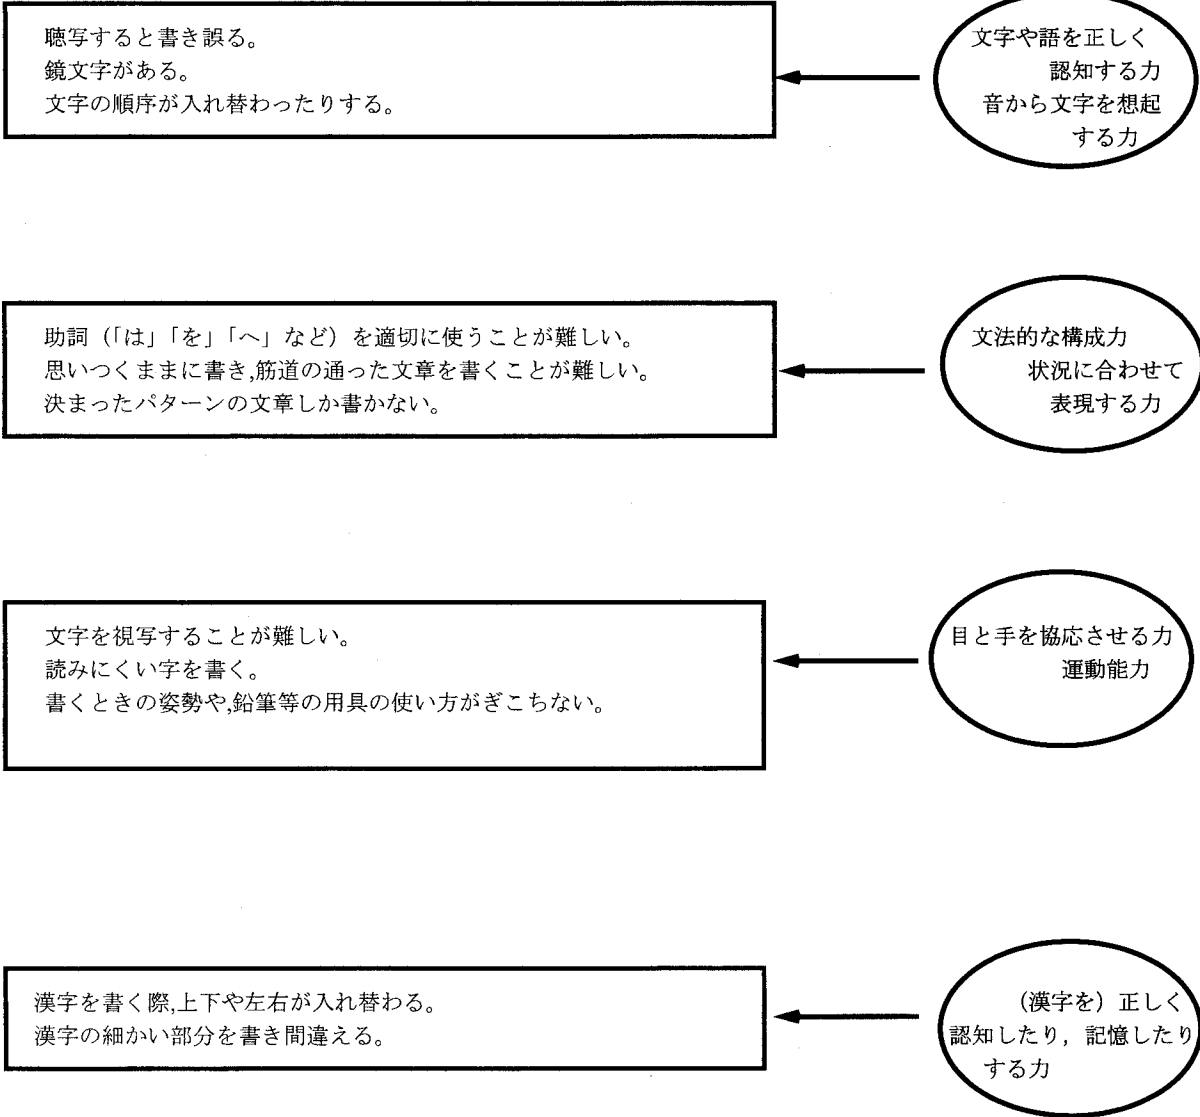 聴写すると書き誤る。
鏡文字がある。
文字の順序が入れ替わったりする。
文字や語を正しく
認知する力
音から文字を想起
する力
助詞（「は」「を」「へ」など）を適切に使うことが難しい。
思いつくままに書き,筋道の通った文章を書くことが難しい。
決まったパターンの文章しか書かない。
文法的な構成力
状況に合わせて
表現する力
文字を視写することが難しい。
読みにくい字を書く。
書くときの姿勢や,鉛筆等の用具の使い方がぎこちない。
目と手を協応させる力
運動能力
漢字を書く際,上下や左右が入れ替わる。
漢字の細かい部分を書き間違える。
（漢字を）正しく
認知したり，記憶したり
する力